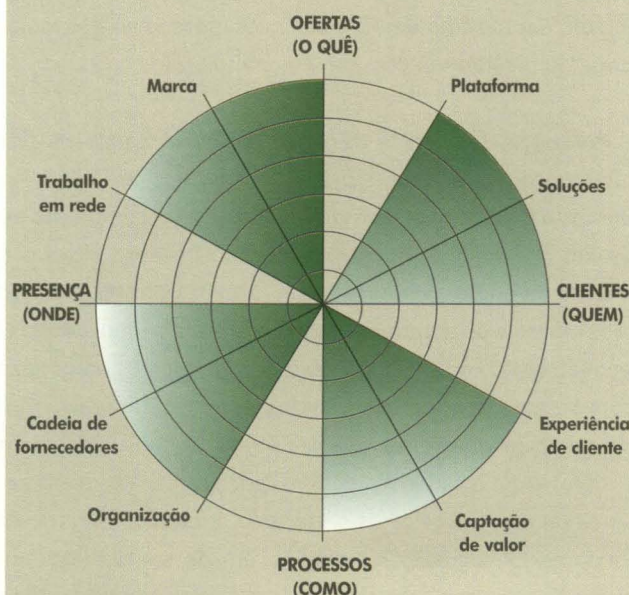 OFERTAS
(O QUÊ)
Plataforma
Soluções
CLIENTES
(QUEM)
Experiência
de cliente
Captação
de valor
PROCESSOS
(COMO)
Organização
Cadeia de
fornecedores
PRESENÇA
(ONDE)
Trabalho
em rede
Marca